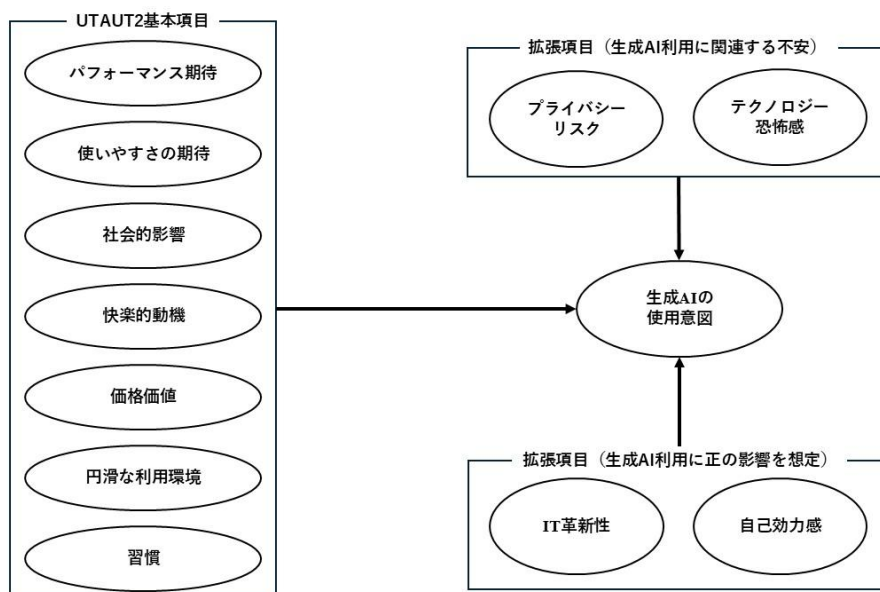 UTAUT2基本項目
パフォーマンス期待
使いやすさの期待
社会的影響
快楽的動機
価格価値
円滑な利用環境
習慣
拡張項目（生成AI利用に関連する不安）
プライバシー
リスク
テクノロジー
恐怖感
生成AIの
使用意図
拡張項目（生成AI利用に正の影響を想定）
IT革新性
自己効力感